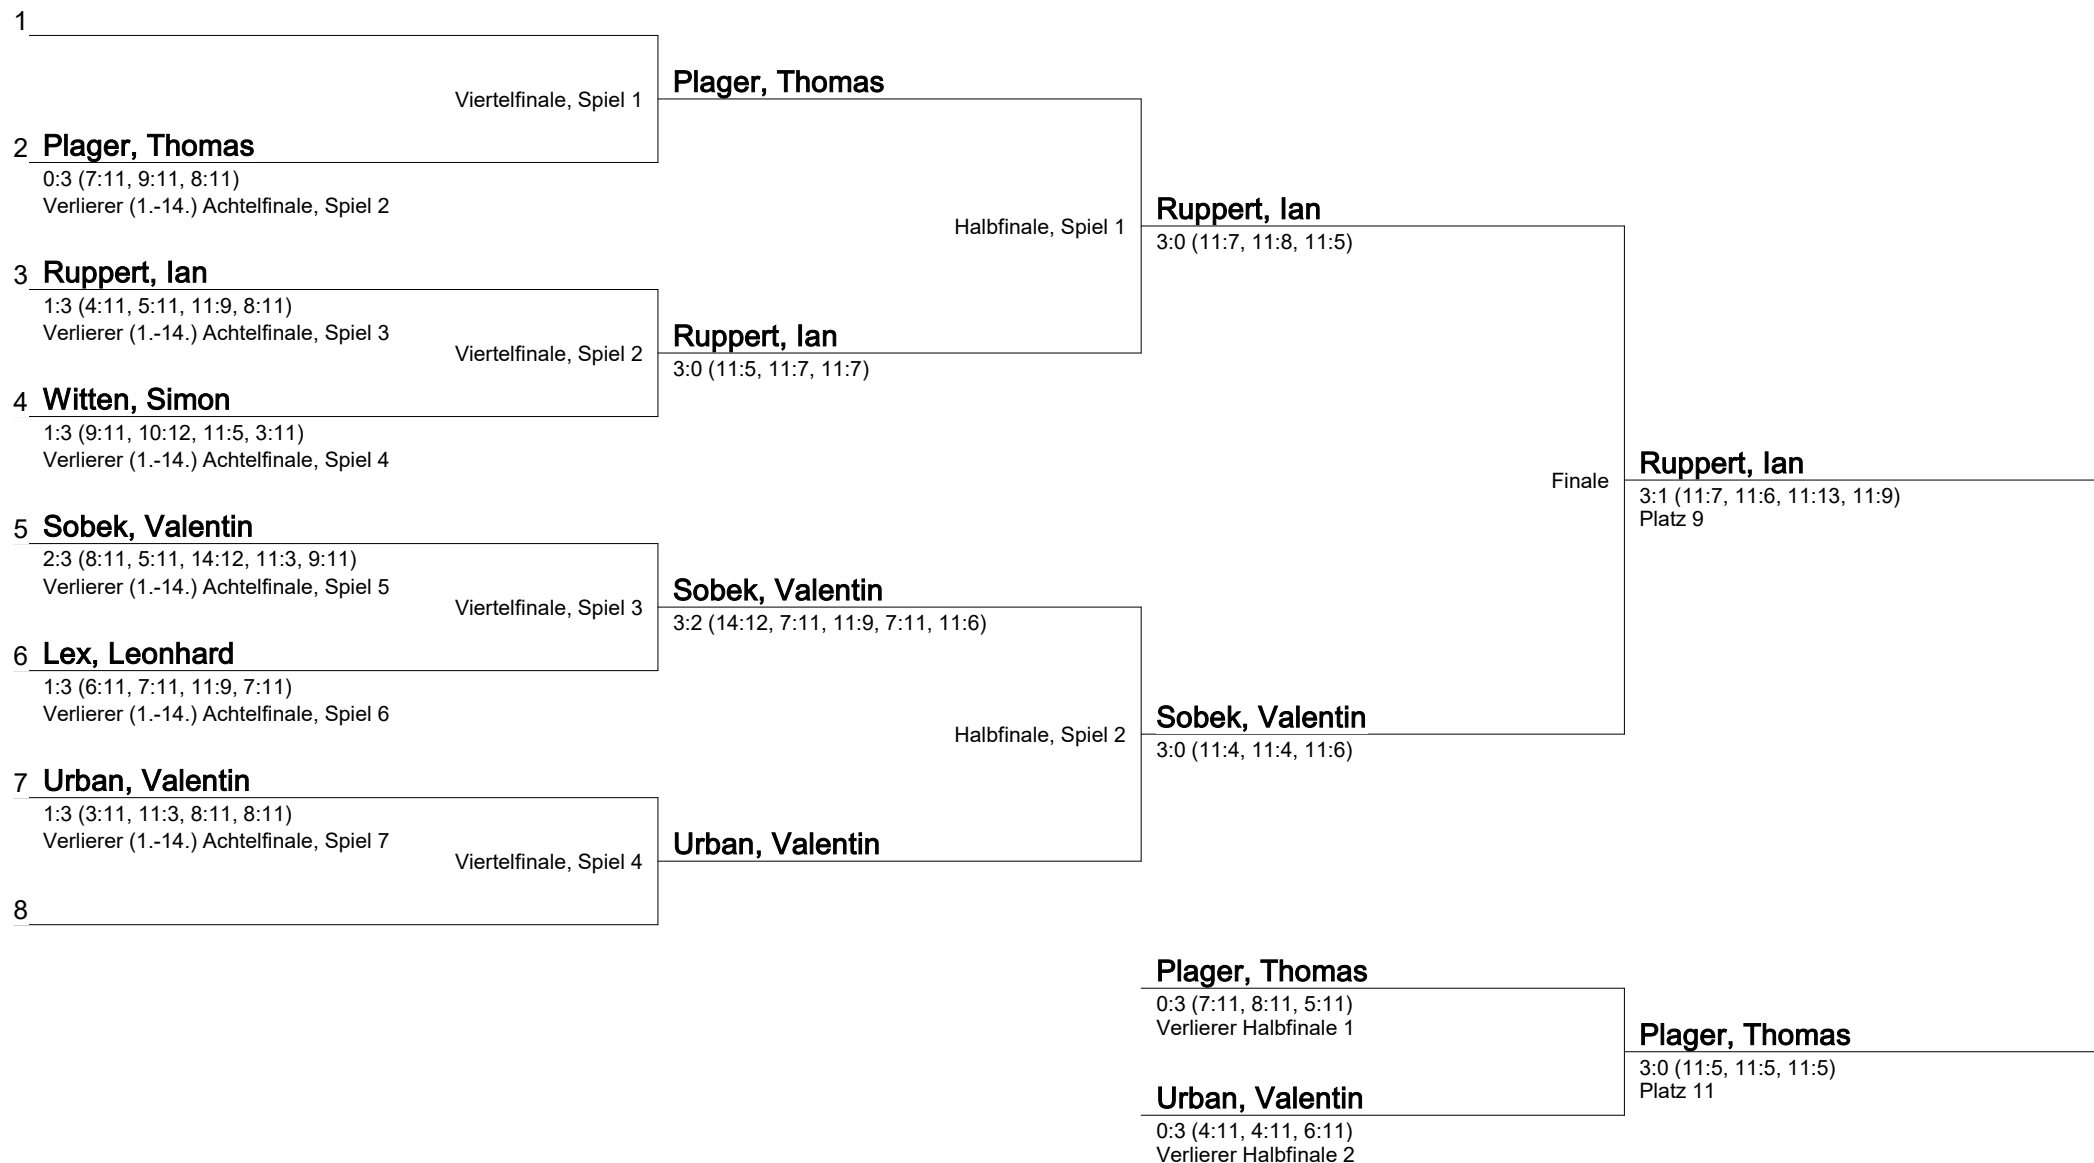 1
Viertelfinale, Spiel 1
Plager, Thomas
2 Plager, Thomas
0:3 (7:11, 9:11, 8:11)
Verlierer (1.-14.) Achtelfinale, Spiel 2
Halbfinale, Spiel 1
Ruppert, Ian
3:0 (11:7, 11:8, 11:5)
3 Ruppert, Ian
1:3 (4:11, 5:11, 11:9, 8:11)
Verlierer (1.-14.) Achtelfinale, Spiel 3
Viertelfinale, Spiel 2
Ruppert, Ian
3:0 (11:5, 11:7, 11:7)
4 Witten, Simon
1:3 (9:11, 10:12, 11:5, 3:11)
Verlierer (1.-14.) Achtelfinale, Spiel 4
Finale
Ruppert, Ian
3:1 (11:7, 11:6, 11:13, 11:9)
Platz 9
5 Sobek, Valentin
2:3 (8:11, 5:11, 14:12, 11:3, 9:11)
Verlierer (1.-14.) Achtelfinale, Spiel 5
Viertelfinale, Spiel 3
Sobek, Valentin
3:2 (14:12, 7:11, 11:9, 7:11, 11:6)
6 Lex, Leonhard
1:3 (6:11, 7:11, 11:9, 7:11)
Verlierer (1.-14.) Achtelfinale, Spiel 6
Halbfinale, Spiel 2
Sobek, Valentin
3:0 (11:4, 11:4, 11:6)
7 Urban, Valentin
1:3 (3:11, 11:3, 8:11, 8:11)
Verlierer (1.-14.) Achtelfinale, Spiel 7
Viertelfinale, Spiel 4
Urban, Valentin
8
Plager, Thomas
0:3 (7:11, 8:11, 5:11)
Verlierer Halbfinale 1
Plager, Thomas
3:0 (11:5, 11:5, 11:5)
Platz 11
Urban, Valentin
0:3 (4:11, 4:11, 6:11)
Verlierer Halbfinale 2